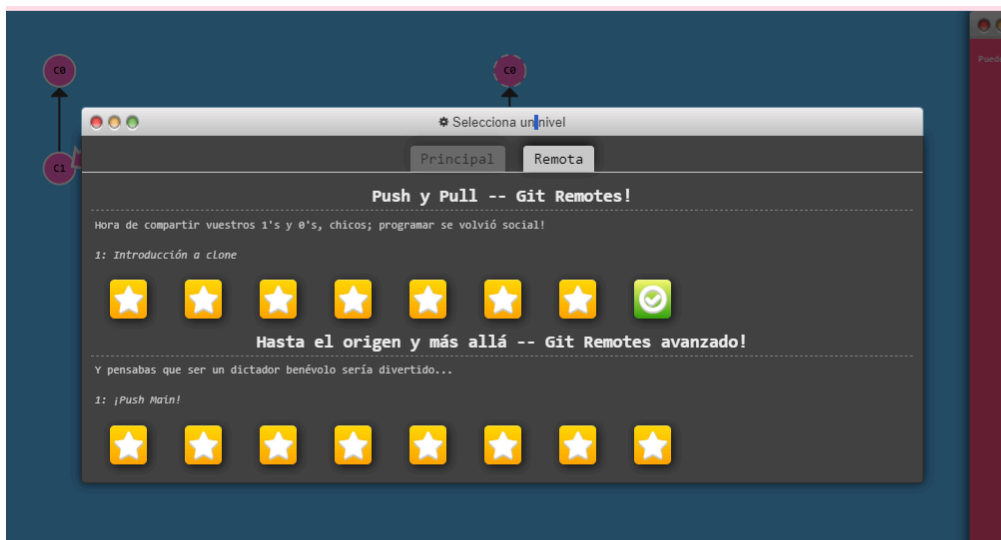 C0
C0
Selecciona un nivel
C1
Principal
Remota
Push y Pull -- Git Remotes!
Hora de compartir vuestros 1's y 0's, chicos; programar se volvió social!
1: Introducción a clone
Hasta el origen y más allá -- Git Remotes avanzado!
Y pensabas que ser un dictador benévolo sería divertido...
1: ¡Push Main!